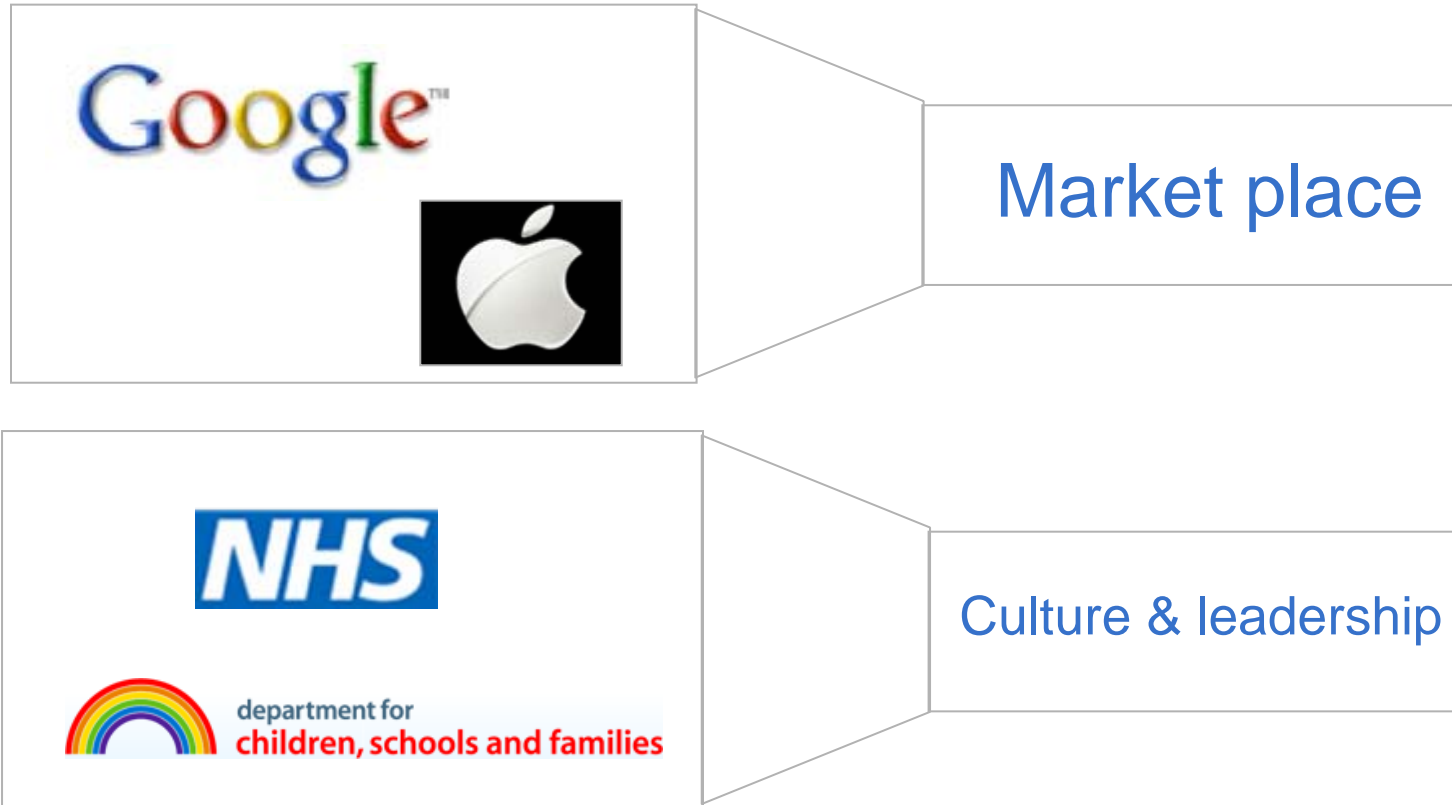 Google™
Market place
NHS
Culture & leadership
department for
children, schools and families